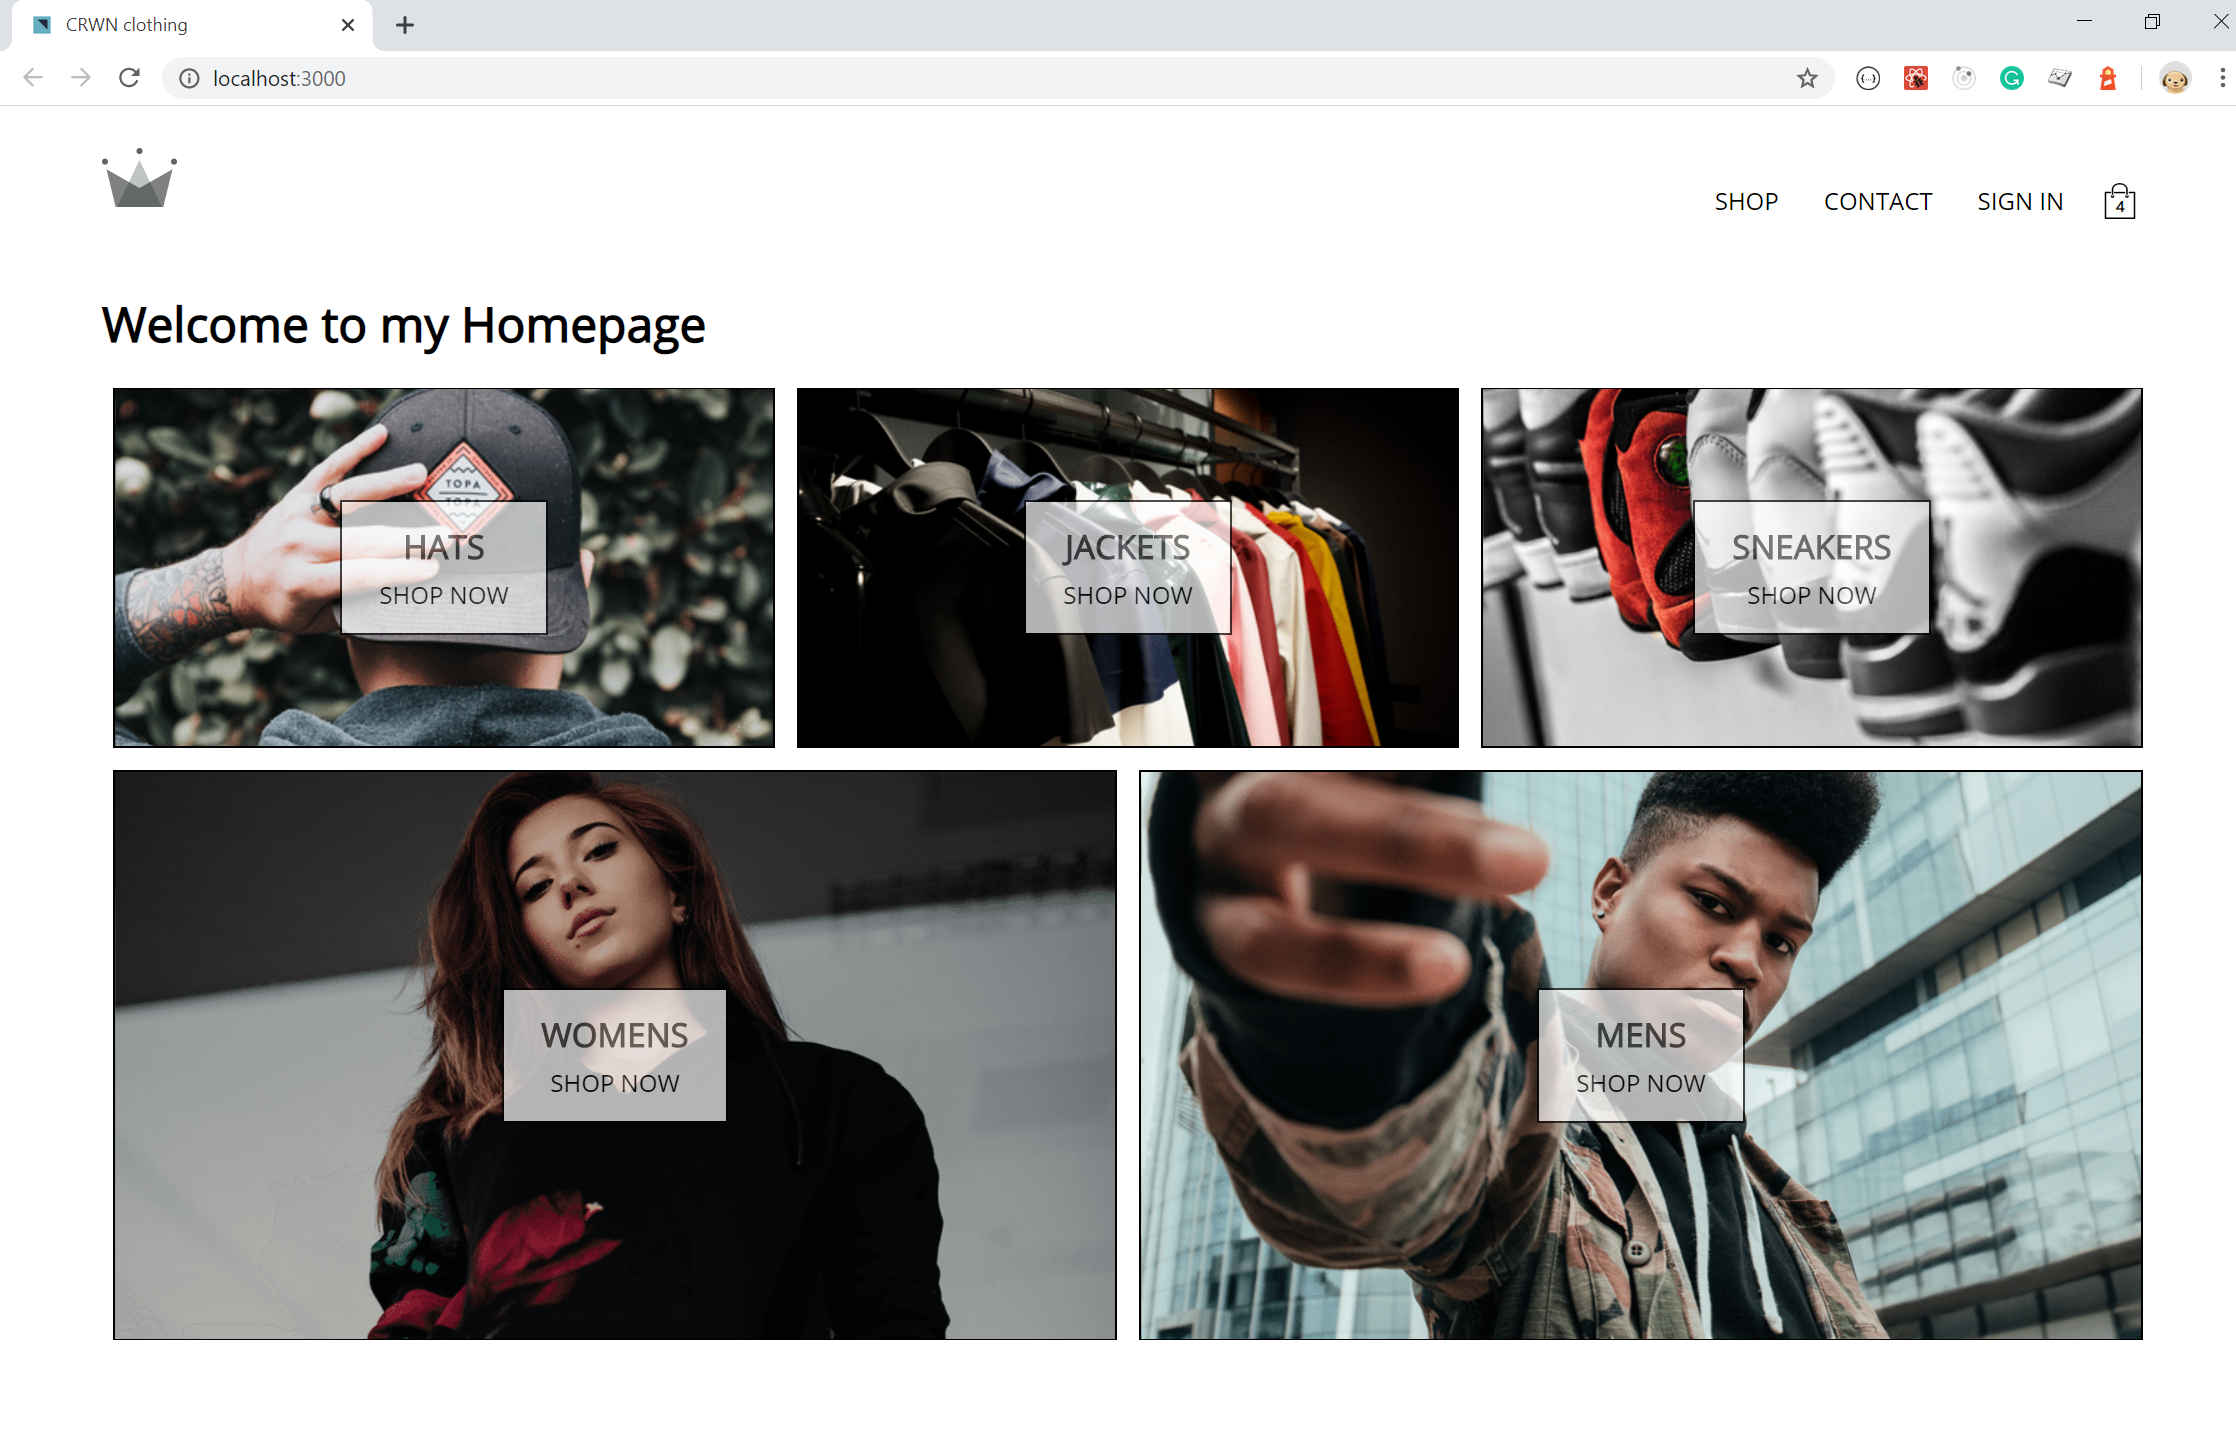 CRWN clothing
localhost:3000
SHOP CONTACT SIGN IN 4
Welcome to my Homepage
TOPA
TOPA
HATS
SHOP NOW
JACKETS
SHOP NOW
SNEAKERS
SHOP NOW
WOMENS
SHOP NOW
MENS
SHOP NOW